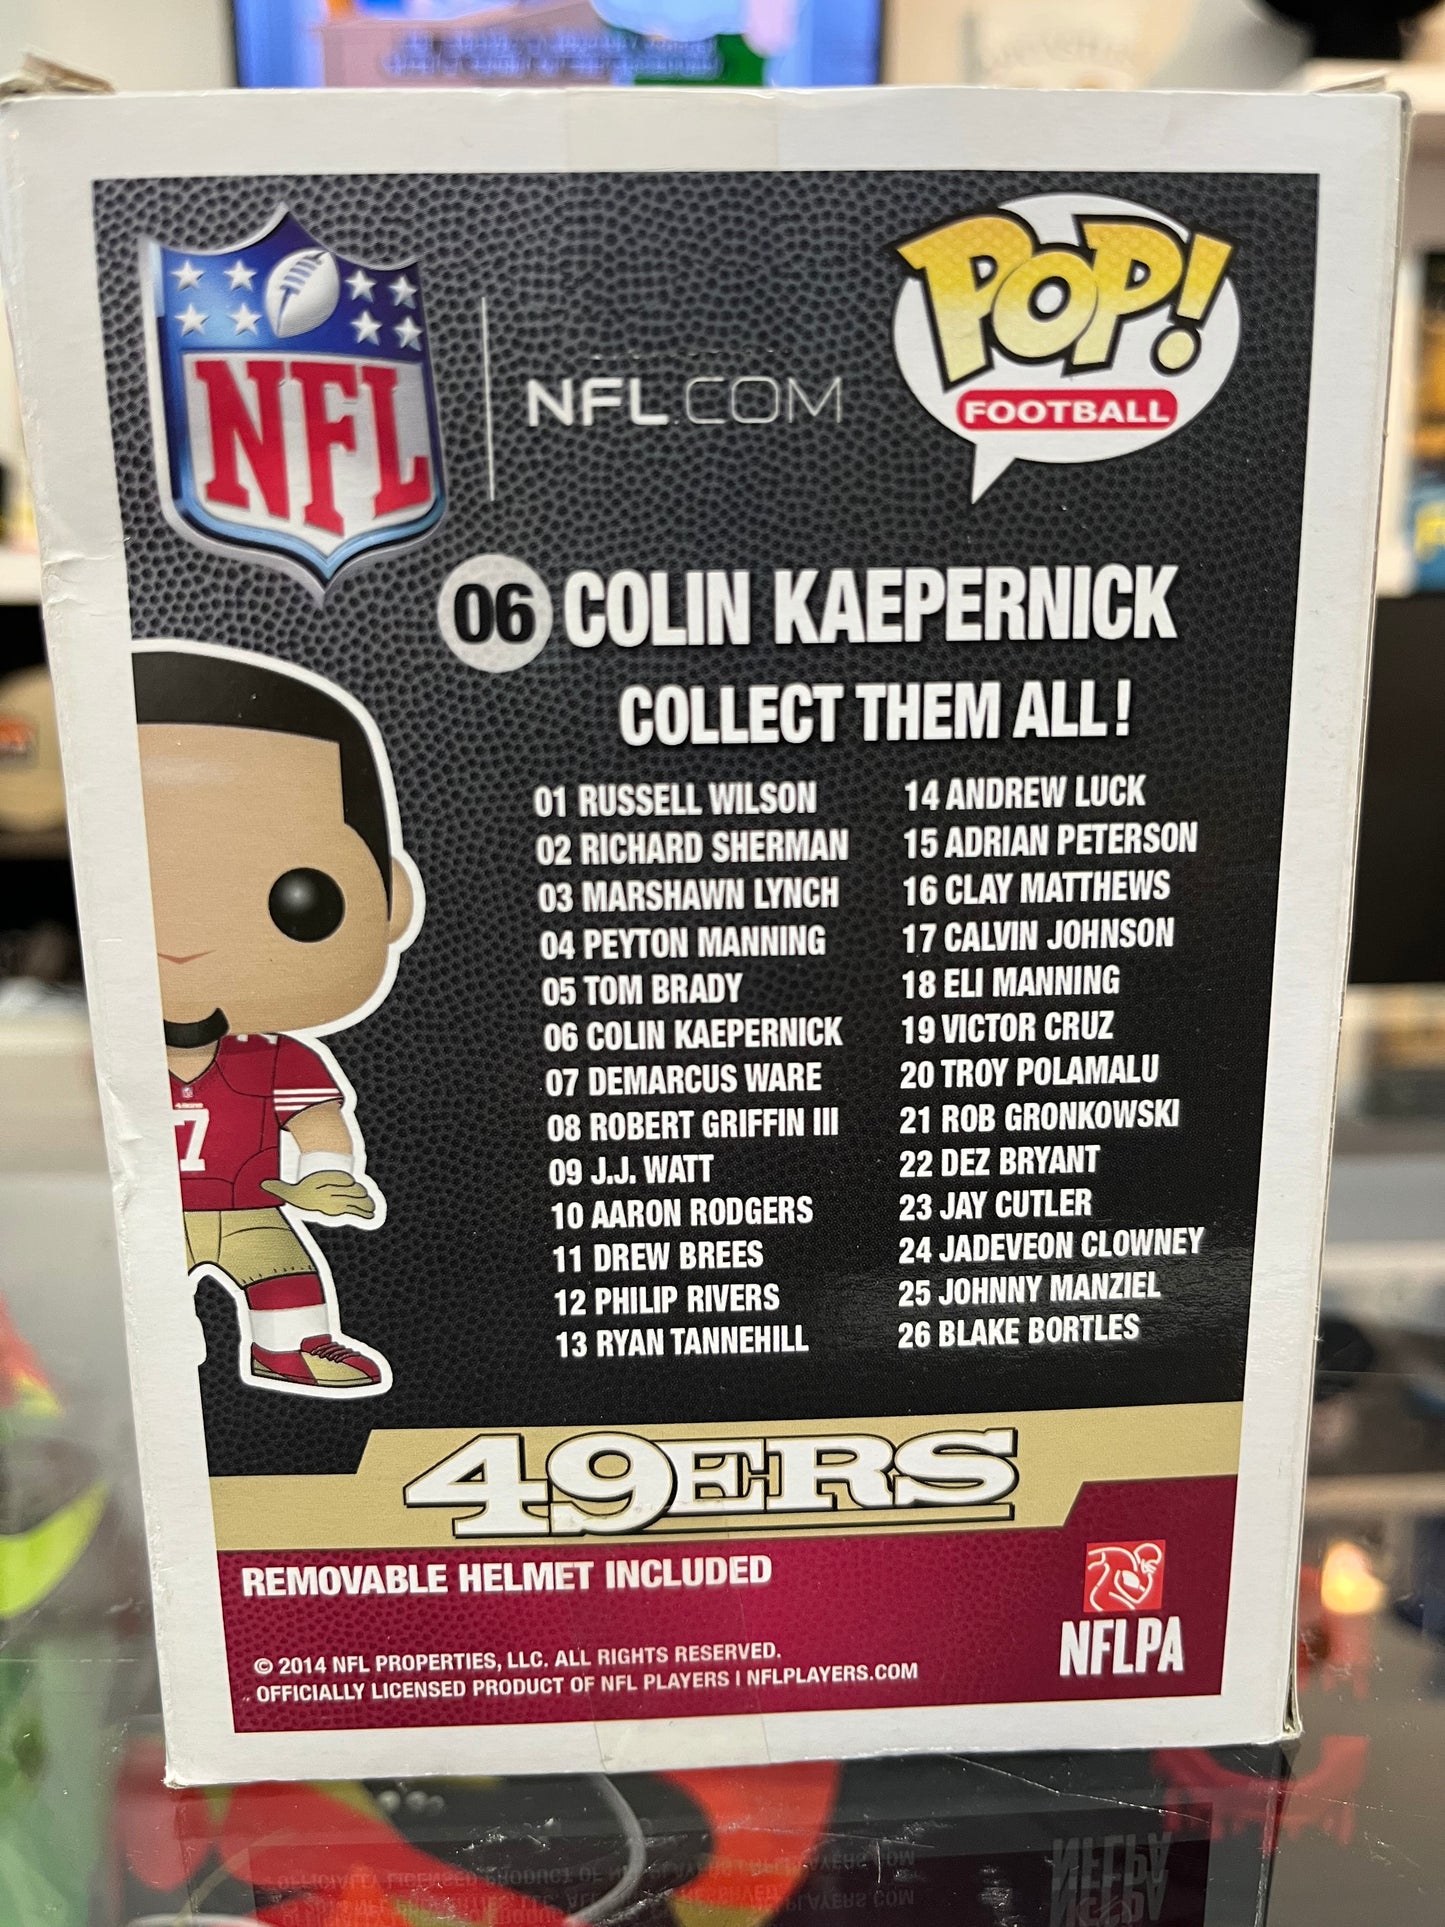 POP!
FOOTBALL
NFL
NFL.COM
06 COLIN KAEPERNICK
COLLECT THEM ALL!
01 RUSSELL WILSON
02 RICHARD SHERMAN
03 MARSHAWN LYNCH
04 PEYTON MANNING
05 TOM BRADY
06 COLIN KAEPERNICK
07 DEMARCUS WARE
08 ROBERT GRIFFIN III
09 J.J. WATT
10 AARON RODGERS
11 DREW BREES
12 PHILIP RIVERS
13 RYAN TANNEHILL
14 ANDREW LUCK
15 ADRIAN PETERSON
16 CLAY MATTHEWS
17 CALVIN JOHNSON
18 ELI MANNING
19 VICTOR CRUZ
20 TROY POLAMALU
21 ROB GRONKOWSKI
22 DEZ BRYANT
23 JAY CUTLER
24 JADEVEON CLOWNEY
25 JOHNNY MANZIEL
26 BLAKE BORTLES
7
49ERS
REMOVABLE HELMET INCLUDED
© 2014 NFL PROPERTIES, LLC. ALL RIGHTS RESERVED.
OFFICIALLY LICENSED PRODUCT OF NFL PLAYERS | NFLPLAYERS.COM
NFLPA